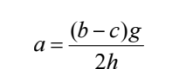 a = (b – c)g / 2h